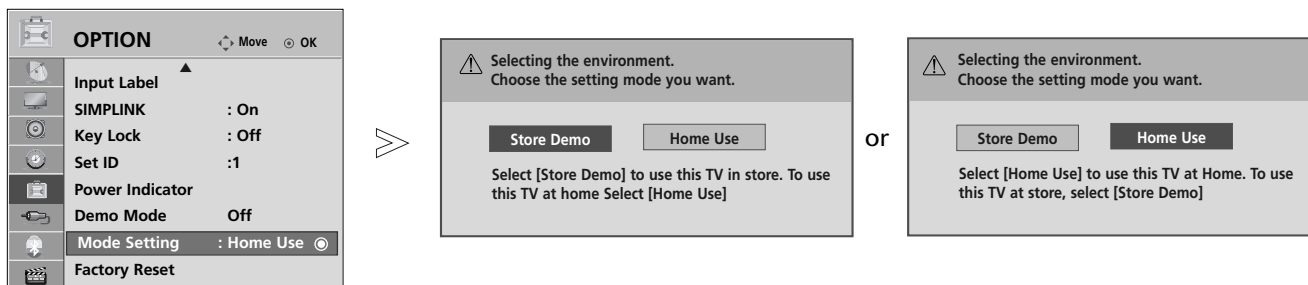 OPTION Move OK
Input Label
SIMPLINK : On
Key Lock : Off
Set ID :1
Power Indicator
Demo Mode Off
Mode Setting : Home Use
Factory Reset
Selecting the environment.
Choose the setting mode you want.
Store Demo Home Use
Select [Store Demo] to use this TV in store. To use
this TV at home Select [Home Use]
or
Selecting the environment.
Choose the setting mode you want.
Store Demo Home Use
Select [Home Use] to use this TV at Home. To use
this TV at store, select [Store Demo]